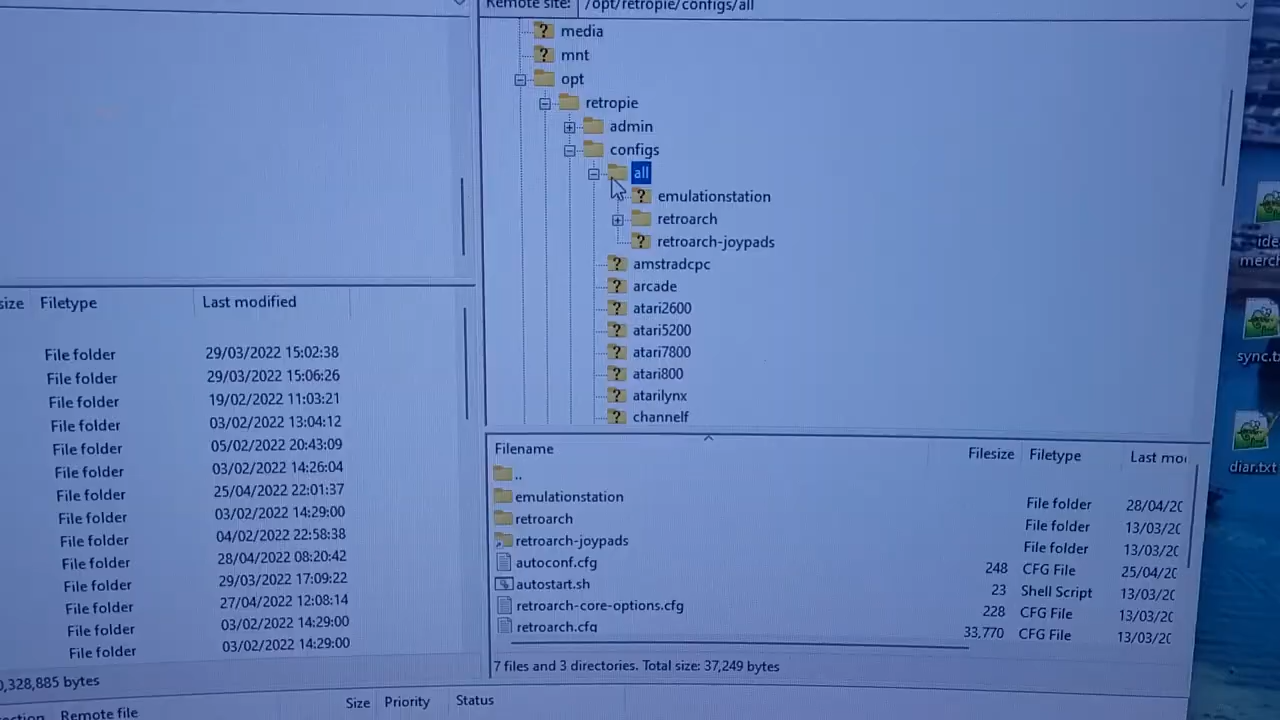 Remote site: /opt/retropie/configs/all
media
mnt
opt
retropie
admin
configs
all
emulationstation
retroarch
retroarch-joypads
amstradcpc
arcade
atari2600
atari5200
atari7800
atari800
atarilynx
channelf
size Filetype Last modified
File folder 29/03/2022 15:02:38
File folder 29/03/2022 15:06:26
File folder 19/02/2022 11:03:21
File folder 03/02/2022 13:04:12
File folder 05/02/2022 20:43:09
File folder 03/02/2022 14:26:04
File folder 25/04/2022 22:01:37
File folder 03/02/2022 14:29:00
File folder 04/02/2022 22:58:38
File folder 28/04/2022 08:20:42
File folder 29/03/2022 17:09:22
File folder 27/04/2022 12:08:14
File folder 03/02/2022 14:29:00
File folder 03/02/2022 14:29:00
0,328,885 bytes
Filename Filesize Filetype Last mo
..
emulationstation File folder 28/04/20
retroarch File folder 13/03/20
retroarch-joypads File folder 13/03/20
autoconf.cfg 248 CFG File 25/04/20
autostart.sh 23 Shell Script 13/03/20
retroarch-core-options.cfg 228 CFG File 13/03/20
retroarch.cfg 33,770 CFG File 13/03/20
7 files and 3 directories. Total size: 37,249 bytes
Remote file Size Priority Status
ide
merch
sync.t
diar.txt